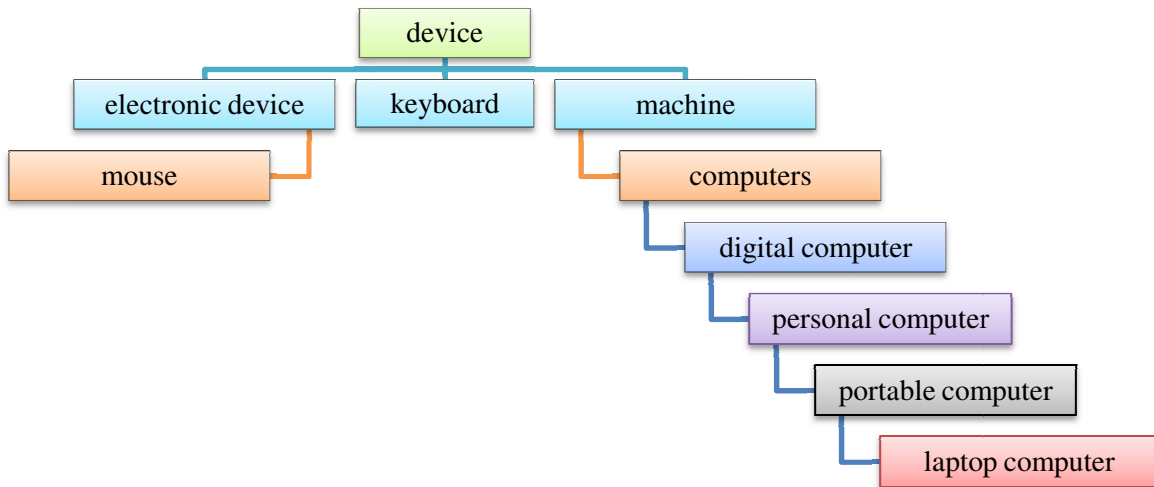 device
electronic device
keyboard
machine
mouse
computers
digital computer
personal computer
portable computer
laptop computer